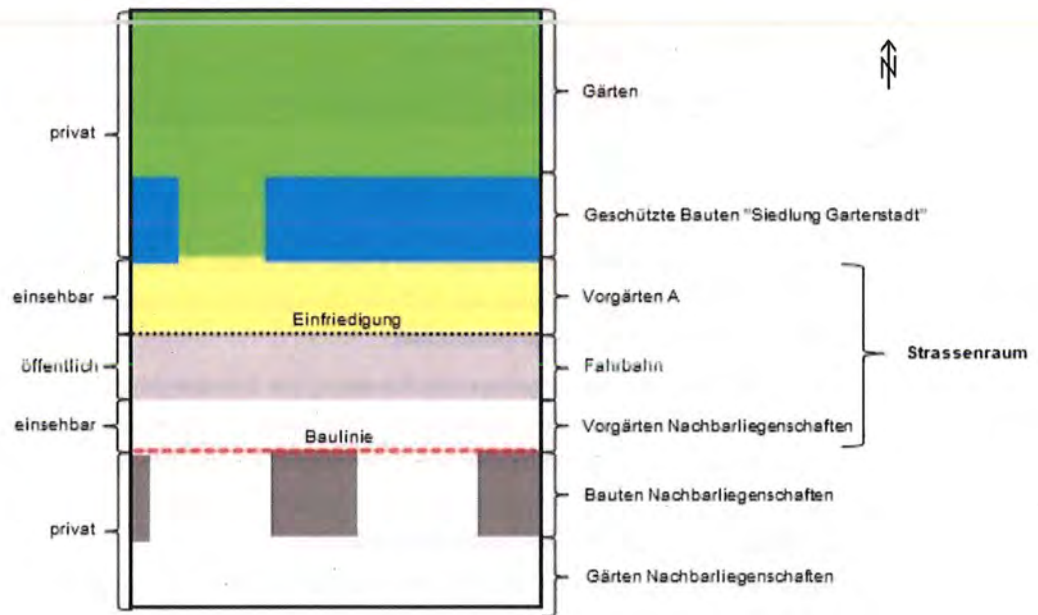 N
Gärten
privat
Geschützte Bauten "Siedlung Gartenstadt"
einsehbar
Vorgärten A
Einfriedigung
Strassenraum
öffentlich
Fahrbahn
einsehbar
Vorgärten Nachbarliegenschaften
Baulinie
Bauten Nachbarliegenschaften
privat
Gärten Nachbarliegenschaften